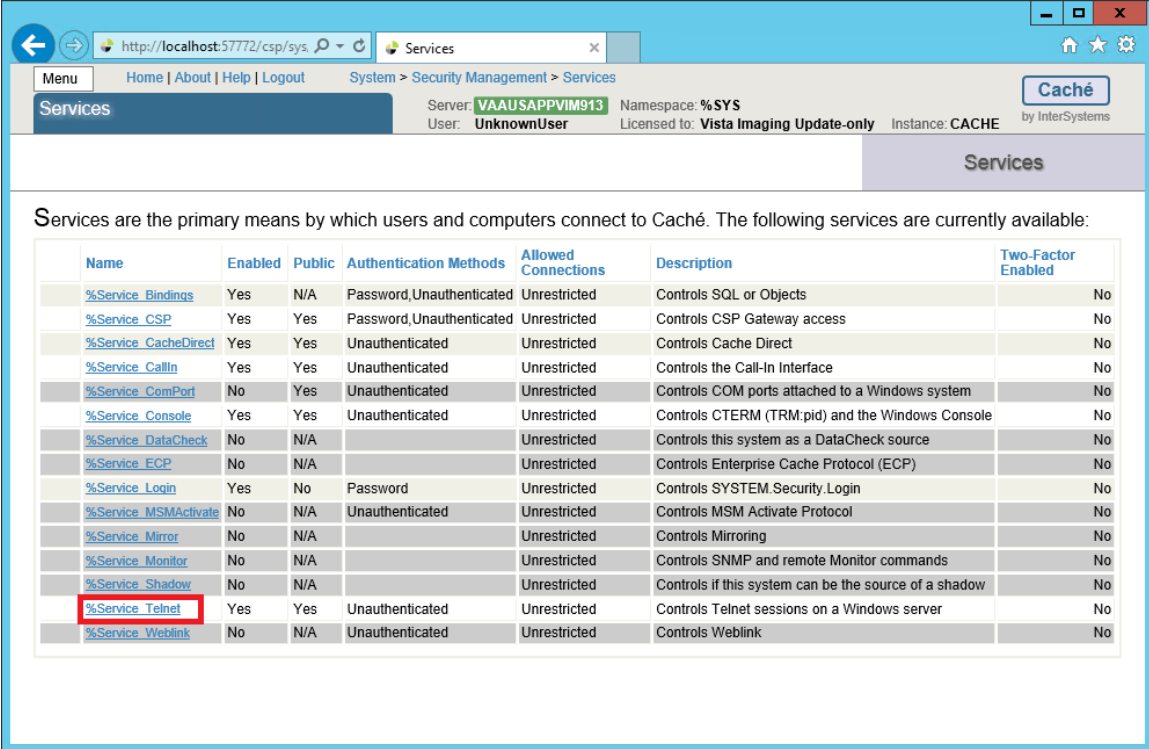 http://localhost:57772/csp/sys.
Services
Menu
Home | About | Help | Logout
System > Security Management > Services
Services
Server: VAAUSAPPVIM913 Namespace: %SYS
User: UnknownUser Licensed to: Vista Imaging Update-only Instance: CACHE
Caché
by InterSystems
Services
Services are the primary means by which users and computers connect to Caché. The following services are currently available:
Name Enabled Public Authentication Methods Allowed Connections Description Two-Factor Enabled
%Service_Bindings Yes N/A Password,Unauthenticated Unrestricted Controls SQL or Objects No
%Service_CSP Yes Yes Password,Unauthenticated Unrestricted Controls CSP Gateway access No
%Service_CacheDirect Yes Yes Unauthenticated Unrestricted Controls Cache Direct No
%Service_CallIn Yes Yes Unauthenticated Unrestricted Controls the Call-In Interface No
%Service_ComPort No Yes Unauthenticated Unrestricted Controls COM ports attached to a Windows system No
%Service_Console Yes Yes Unauthenticated Unrestricted Controls CTERM (TRM:pid) and the Windows Console No
%Service_DataCheck No N/A Unrestricted Controls this system as a DataCheck source No
%Service_ECP No N/A Unrestricted Controls Enterprise Cache Protocol (ECP) No
%Service_Login Yes No Password Unrestricted Controls SYSTEM.Security.Login No
%Service_MSMActivate No N/A Unauthenticated Unrestricted Controls MSM Activate Protocol No
%Service_Mirror No N/A Unrestricted Controls Mirroring No
%Service_Monitor No N/A Unrestricted Controls SNMP and remote Monitor commands No
%Service_Shadow No N/A Unrestricted Controls if this system can be the source of a shadow No
%Service_Telnet Yes Yes Unauthenticated Unrestricted Controls Telnet sessions on a Windows server No
%Service_Weblink No N/A Unauthenticated Unrestricted Controls Weblink No